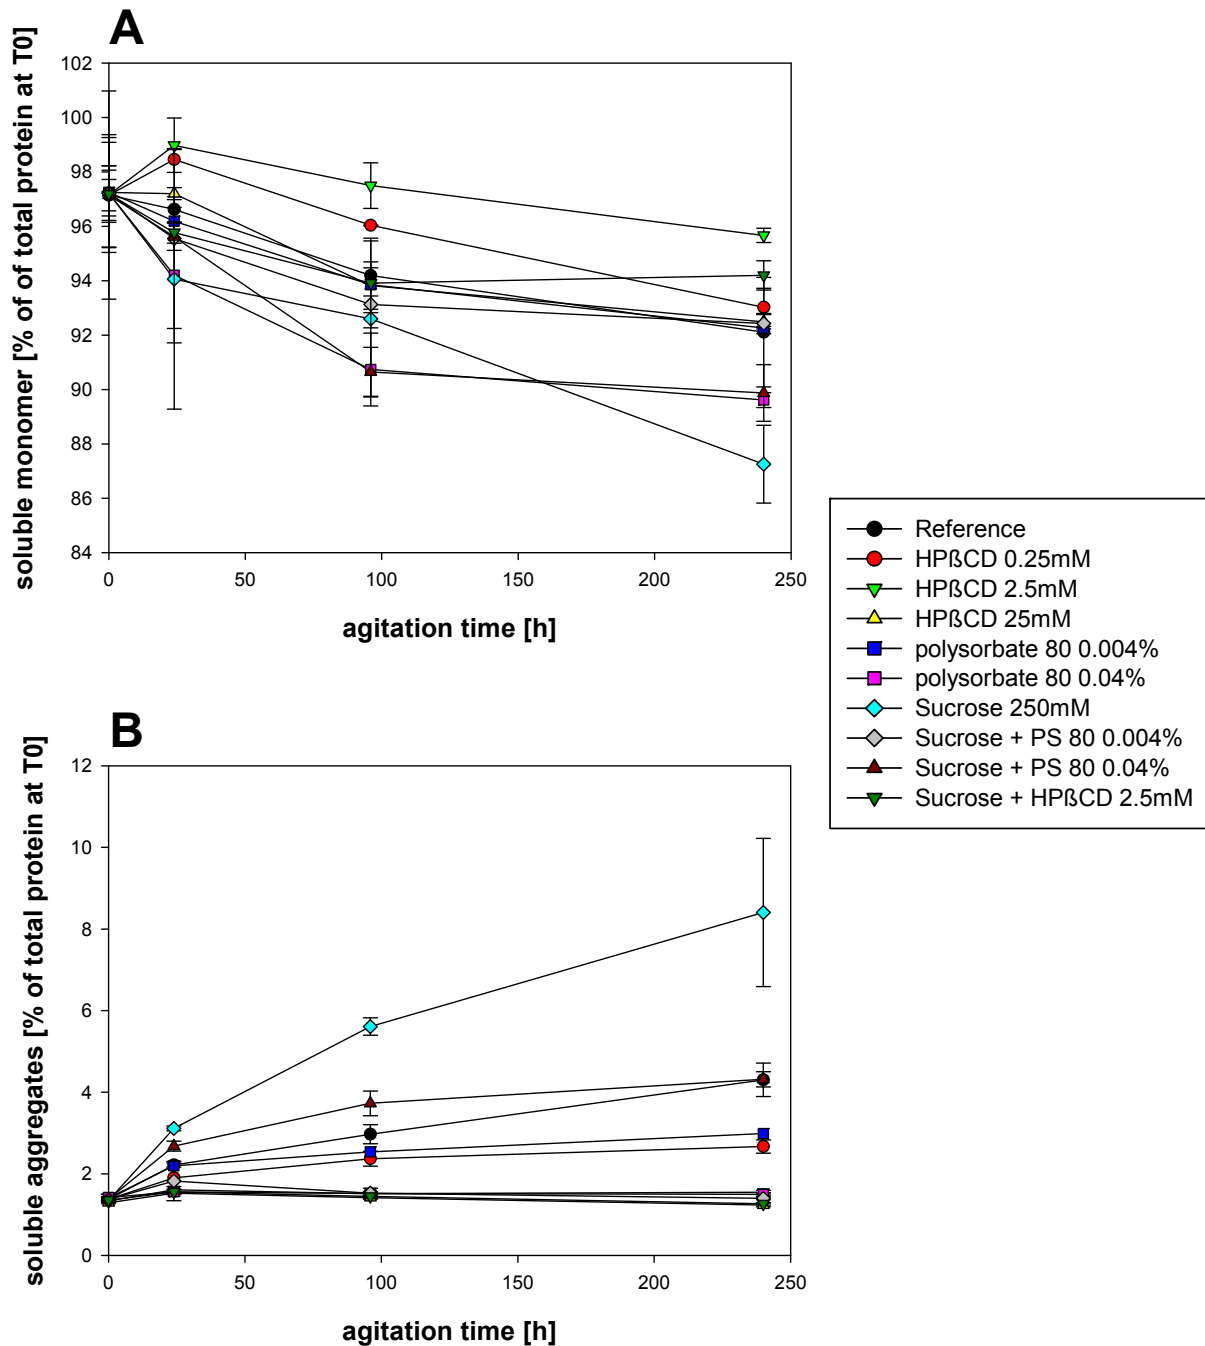 A
soluble monomer [% of of total protein at T0]
102
100
98
96
94
92
90
88
86
84
0
50
100
150
200
250
agitation time [h]
Reference
HPßCD 0.25mM
HPßCD 2.5mM
HPßCD 25mM
polysorbate 80 0.004%
polysorbate 80 0.04%
Sucrose 250mM
Sucrose + PS 80 0.004%
Sucrose + PS 80 0.04%
Sucrose + HPßCD 2.5mM
B
soluble aggregates [% of total protein at T0]
12
10
8
6
4
2
0
0
50
100
150
200
250
agitation time [h]